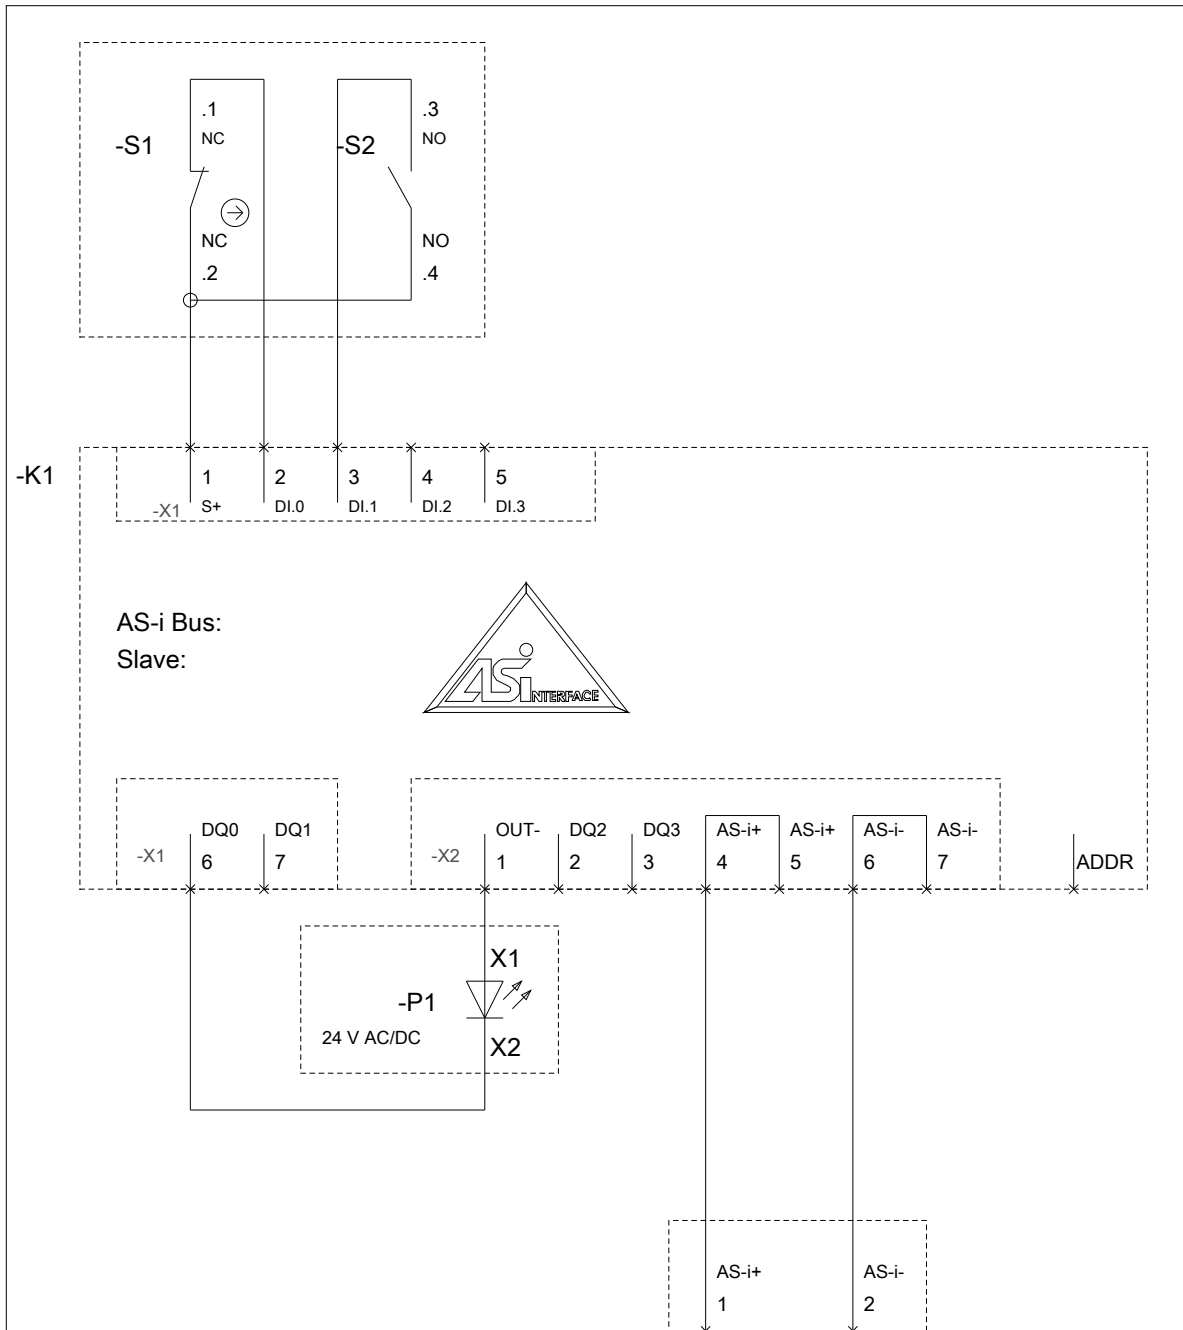 .1
.3
NC
NO
-S1
-S2
NC
NO
.2
.4
-K1
1 2 3 4 5
-X1 S+ DI.0 DI.1 DI.2 DI.3
AS-i Bus:
Slave:
ASi INTERFACE
DQ0 DQ1 OUT- DQ2 DQ3 AS-i+ AS-i+ AS-i- AS-i-
-X1 6 7 -X2 1 2 3 4 5 6 7 ADDR
X1
-P1
24 V AC/DC
X2
AS-i+ AS-i-
1 2